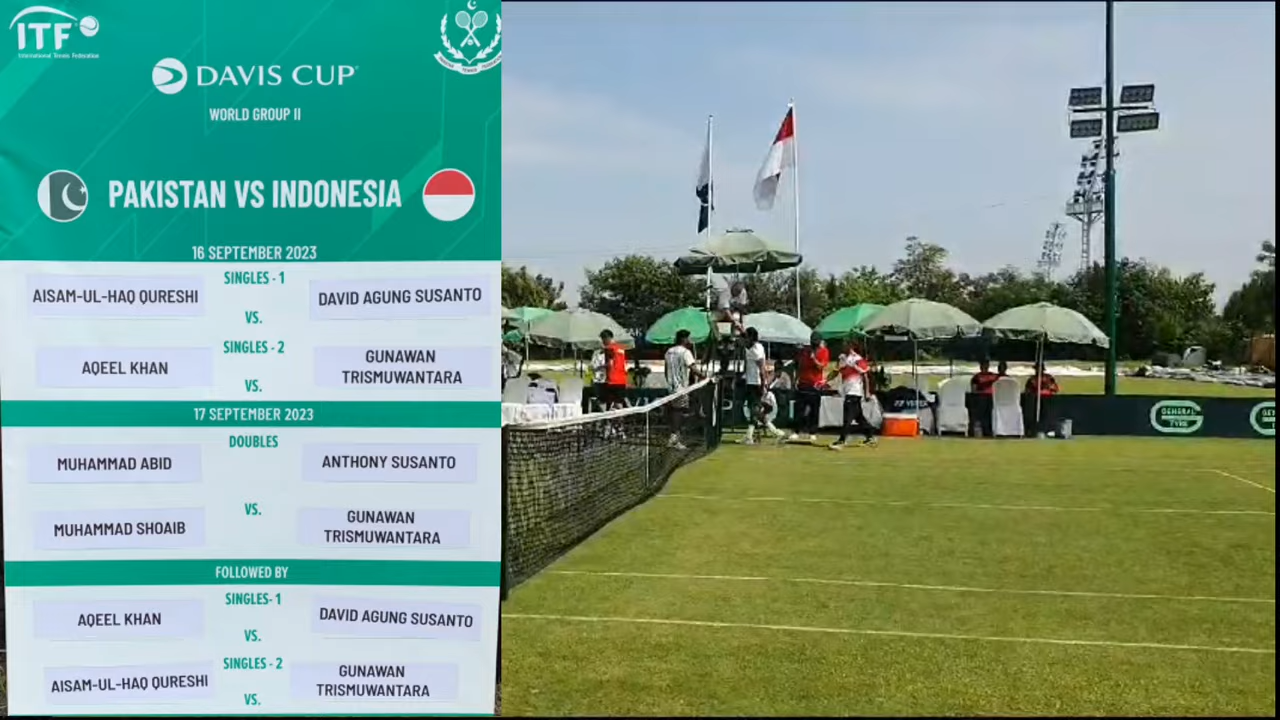 ITF
International Tennis Federation
DAVIS CUP
WORLD GROUP II
PAKISTAN VS INDONESIA
16 SEPTEMBER 2023
SINGLES - 1
AISAM-UL-HAQ QURESHI
DAVID AGUNG SUSANTO
VS.
SINGLES - 2
AQEEL KHAN
GUNAWAN
TRISMUWANTARA
VS.
17 SEPTEMBER 2023
DOUBLES
MUHAMMAD ABID
ANTHONY SUSANTO
VS.
MUHAMMAD SHOAIB
GUNAWAN
TRISMUWANTARA
FOLLOWED BY
SINGLES- 1
AQEEL KHAN
DAVID AGUNG SUSANTO
VS.
SINGLES - 2
AISAM-UL-HAQ QURESHI
GUNAWAN
TRISMUWANTARA
VS.
GENERAL
TYRE